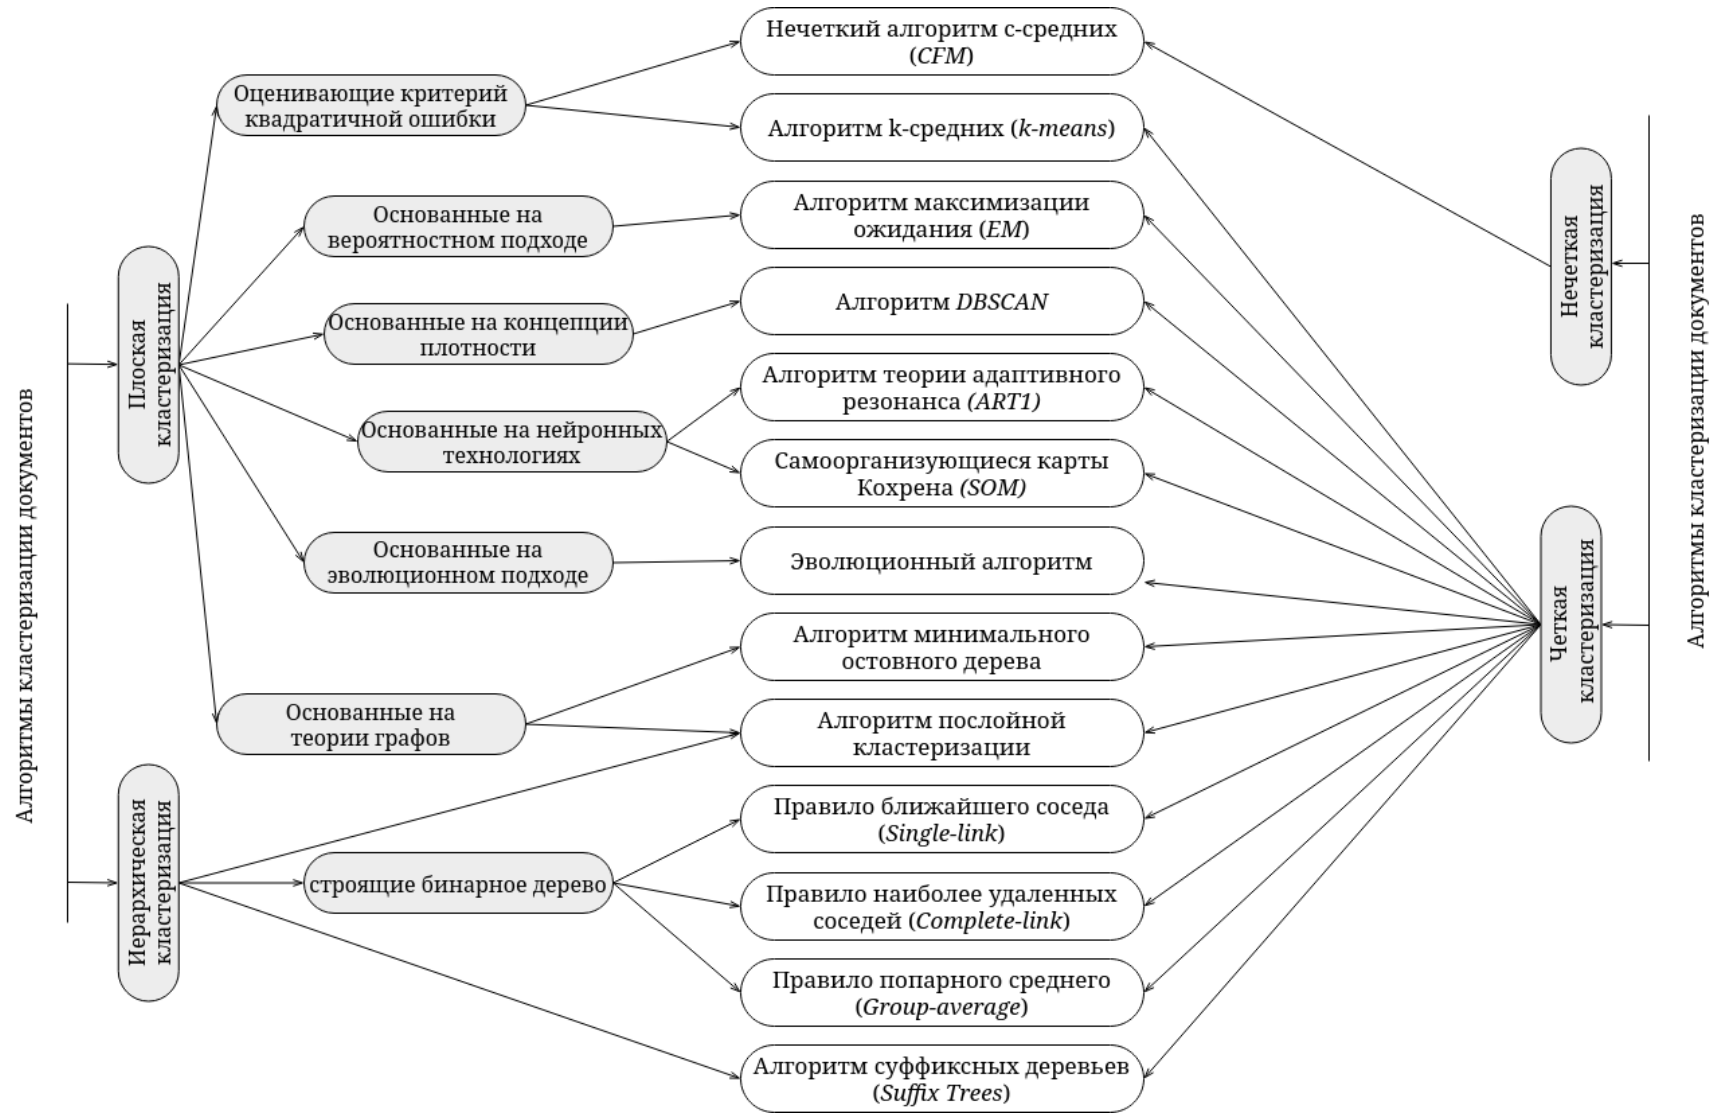 Алгоритмы кластеризации документов
Плоская
кластеризация
Иерархическая
кластеризация
Оценивающие критерий
квадратичной ошибки
Основанные на
вероятностном подходе
Основанные на концепции
плотности
Основанные на нейронных
технологиях
Основанные на
эволюционном подходе
Основанные на
теории графов
строящие бинарное дерево
Нечеткий алгоритм с-средних
(CFM)
Алгоритм k-средних (k-means)
Алгоритм максимизации
ожидания (EM)
Алгоритм DBSCAN
Алгоритм теории адаптивного
резонанса (ART1)
Самоорганизующиеся карты
Кохрена (SOM)
Эволюционный алгоритм
Алгоритм минимального
остовного дерева
Алгоритм послойной
кластеризации
Правило ближайшего соседа
(Single-link)
Правило наиболее удаленных
соседей (Complete-link)
Правило попарного среднего
(Group-average)
Алгоритм суффиксных деревьев
(Suffix Trees)
Нечеткая
кластеризация
Четкая
кластеризация
Алгоритмы кластеризации документов